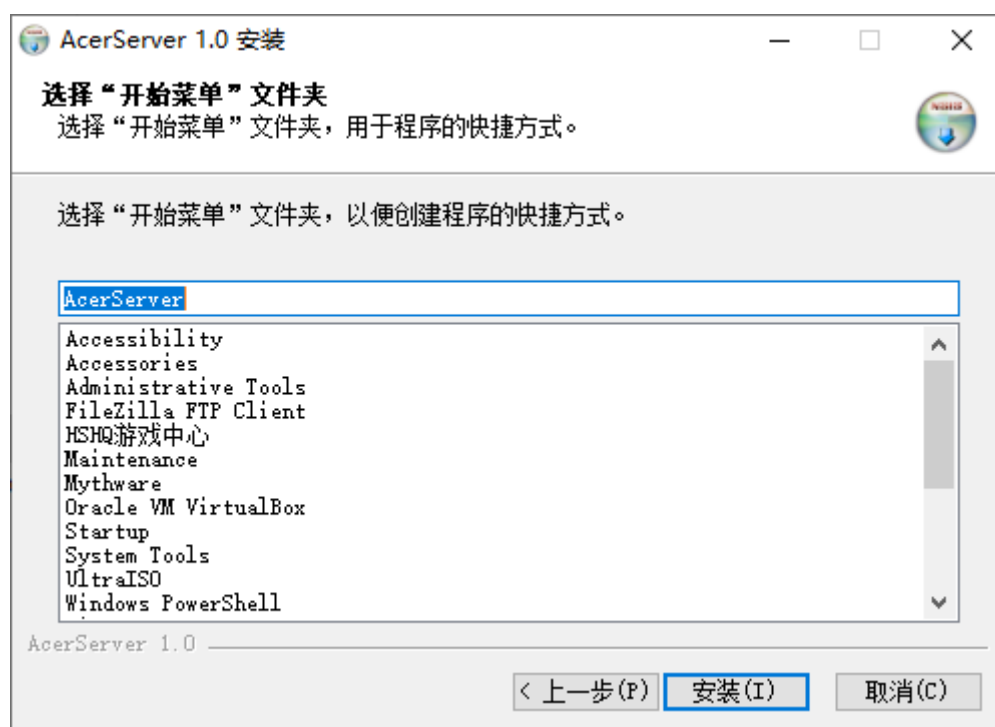 AcerServer 1.0 安装
选择“开始菜单”文件夹
选择“开始菜单”文件夹，用于程序的快捷方式。
选择“开始菜单”文件夹，以便创建程序的快捷方式。
AcerServer
Accessibility
Accessories
Administrative Tools
FileZilla FTP Client
HSHQ游戏中心
Maintenance
Mythware
Oracle VM VirtualBox
Startup
System Tools
UltraISO
Windows PowerShell
AcerServer 1.0
< 上一步(P) 安装(I) 取消(C)